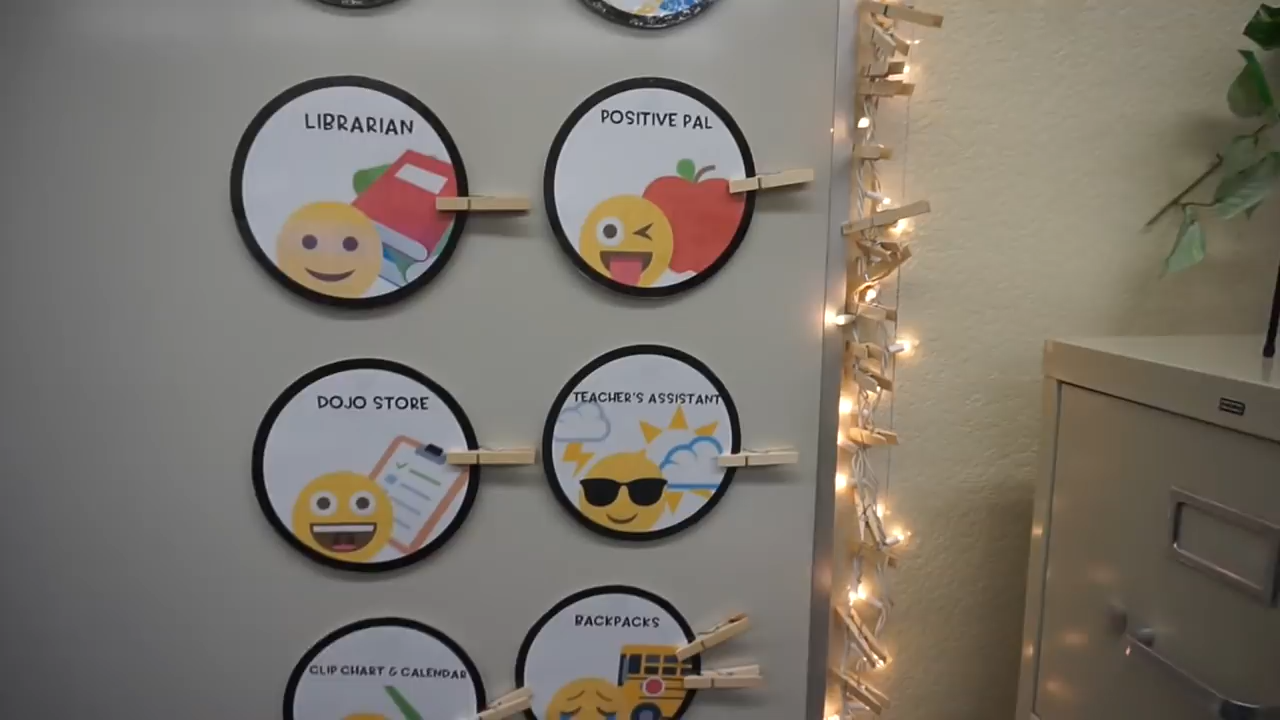 LIBRARIAN
POSITIVE PAL
DOJO STORE
TEACHER'S ASSISTANT
CLIP CHART & CALENDAR
BACKPACKS